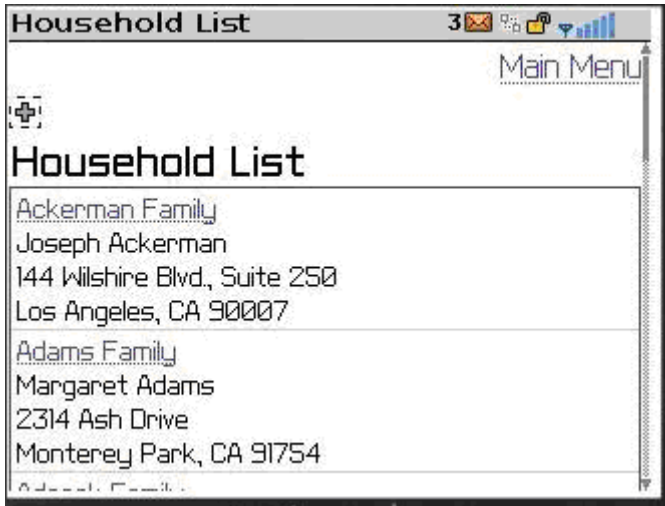 Household List
3
Main Menu
Household List
Ackerman Family
Joseph Ackerman
144 Wilshire Blvd., Suite 250
Los Angeles, CA 90007
Adams Family
Margaret Adams
2314 Ash Drive
Monterey Park, CA 91754